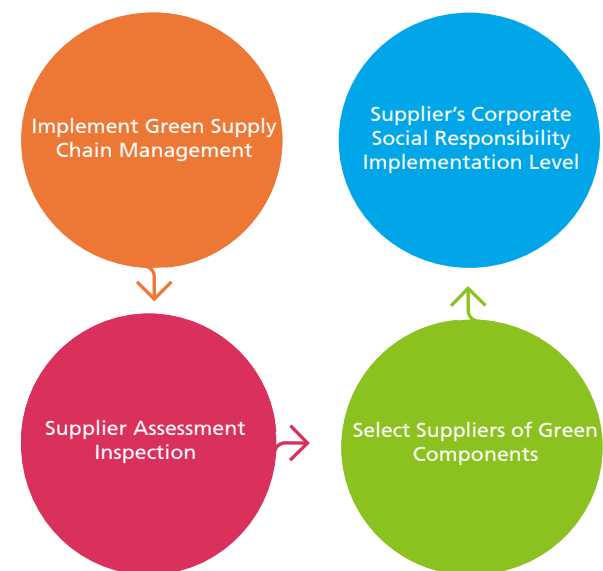 Implement Green Supply
Chain Management
Supplier’s Corporate
Social Responsibility
Implementation Level
Supplier Assessment
Inspection
Select Suppliers of Green
Components